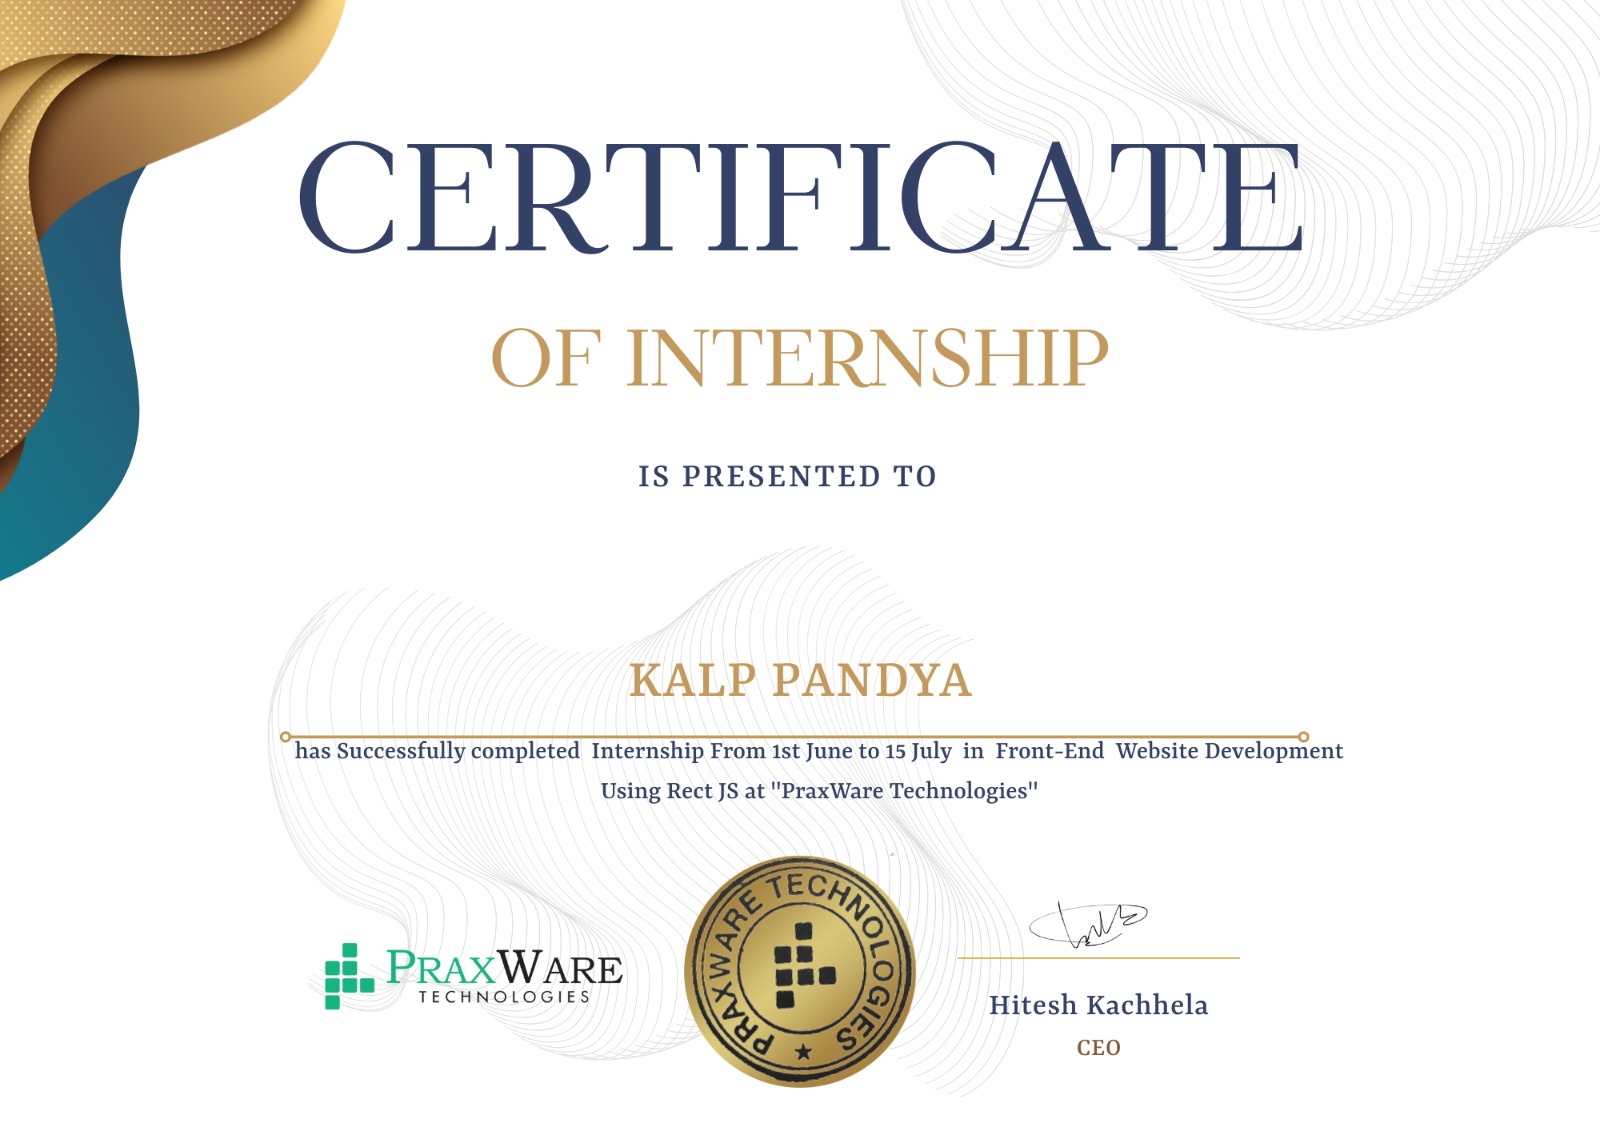 CERTIFICATE
OF INTERNSHIP
IS PRESENTED TO
KALP PANDYA
has Successfully completed Internship From 1st June to 15 July in Front-End Website Development
Using Rect JS at "PraxWare Technologies"
PRAXWARE
TECHNOLOGIES
PRAXWARE TECHNOLOGIES
Hitesh Kachhela
CEO